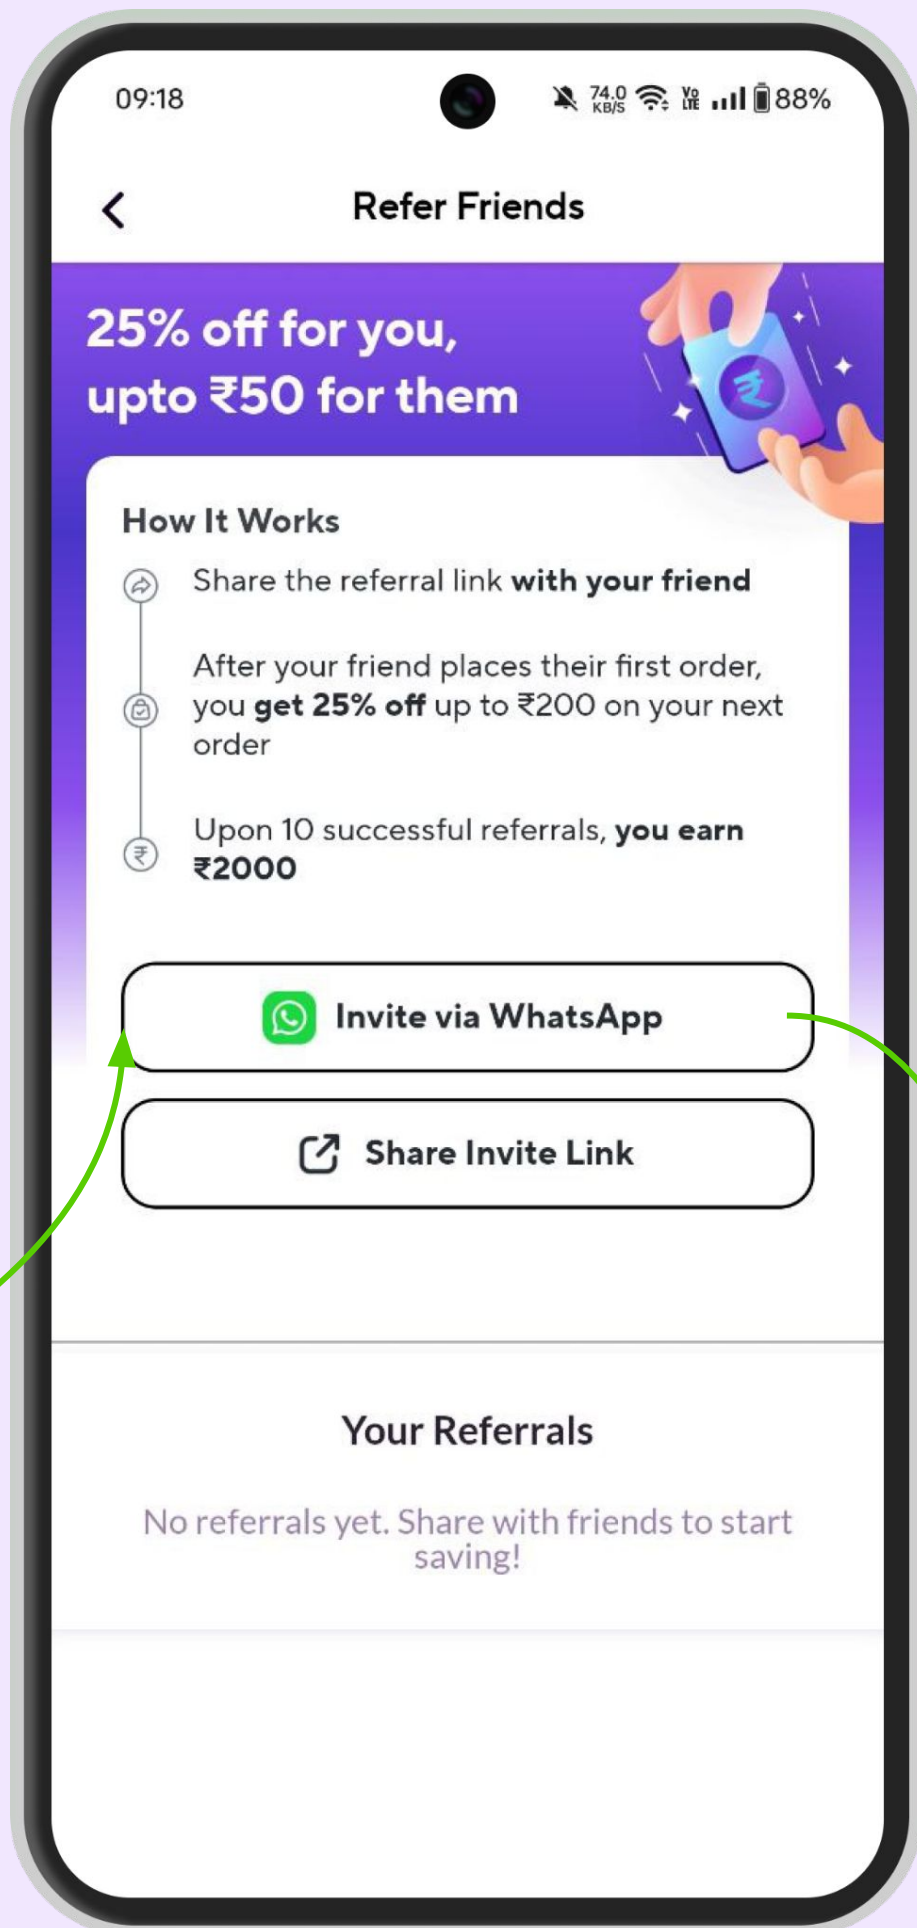 09:18
74.0
KB/S
Vo
LTE
88%
Refer Friends
25% off for you,
upto ₹50 for them
How It Works
Share the referral link with your friend
After your friend places their first order,
you get 25% off up to ₹200 on your next
order
Upon 10 successful referrals, you earn
₹2000
Invite via WhatsApp
Share Invite Link
Your Referrals
No referrals yet. Share with friends to start
saving!